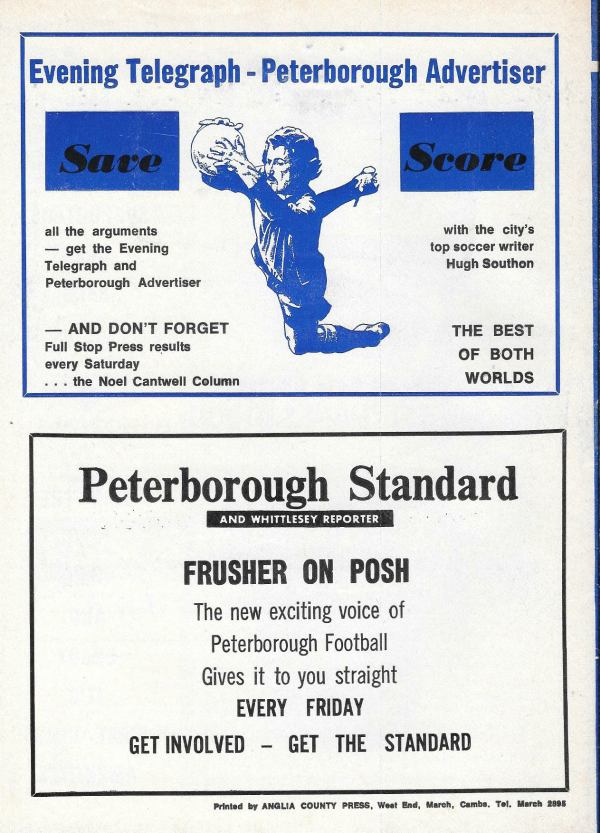 Evening Telegraph - Peterborough Advertiser
Save
Score
all the arguments
— get the Evening
Telegraph and
Peterborough Advertiser
with the city's
top soccer writer
Hugh Southon
— AND DON'T FORGET
Full Stop Press results
every Saturday
. . . the Noel Cantwell Column
THE BEST
OF BOTH
WORLDS
Peterborough Standard
AND WHITTLESEY REPORTER
FRUSHER ON POSH
The new exciting voice of
Peterborough Football
Gives it to you straight
EVERY FRIDAY
GET INVOLVED – GET THE STANDARD
Printed by ANGLIA COUNTY PRESS, West End, March, Cambs. Tel. March 2895